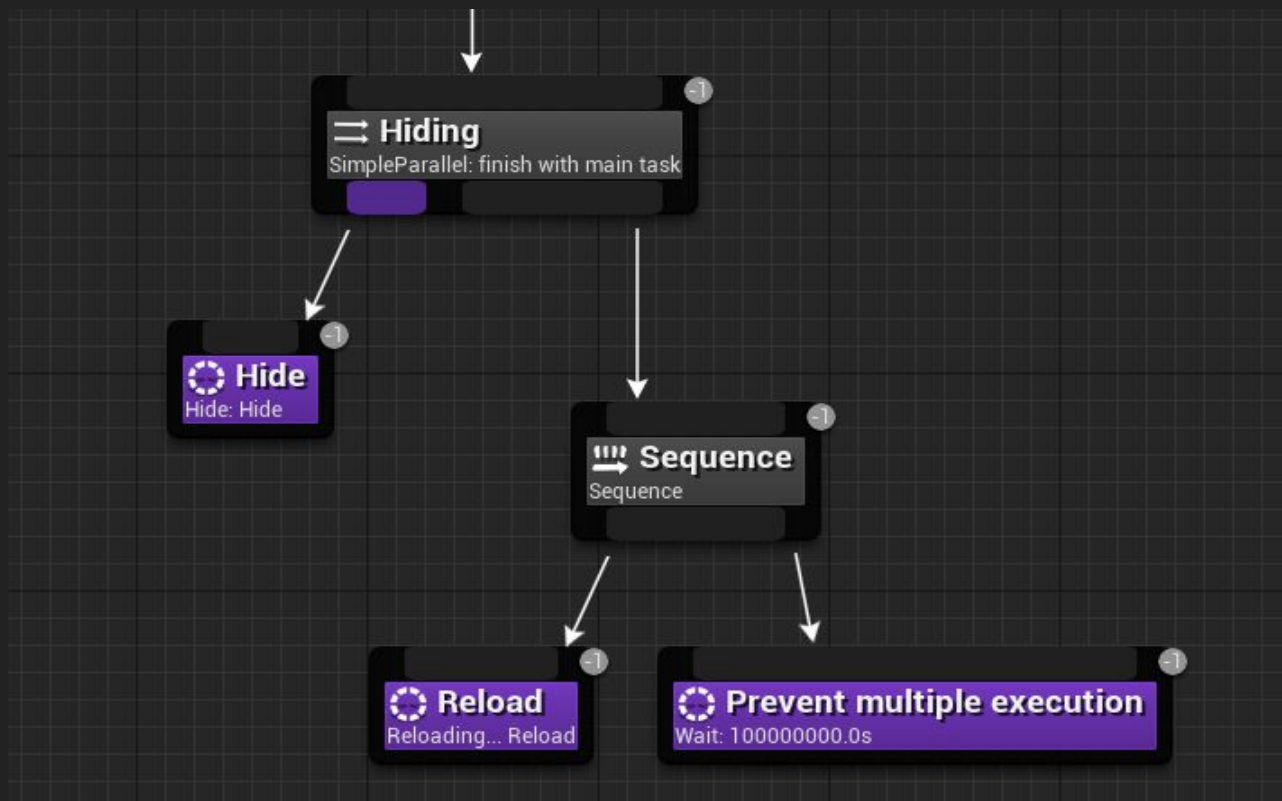 -1
Hiding
SimpleParallel: finish with main task
-1
Hide
Hide: Hide
-1
Sequence
Sequence
-1
Reload
Reloading... Reload
-1
Prevent multiple execution
Wait: 100000000.0s